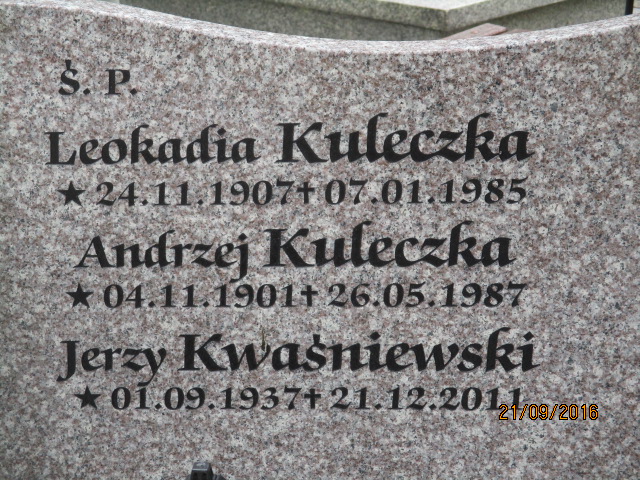 Ś. P.
Leokadia Kuleczka
★ 24.11.1907 ✝ 07.01.1985
Andrzej Kuleczka
★ 04.11.1901 ✝ 26.05.1987
Jerzy Kwaśniewski
★ 01.09.1937 ✝ 21.12.2011
21/09/2016